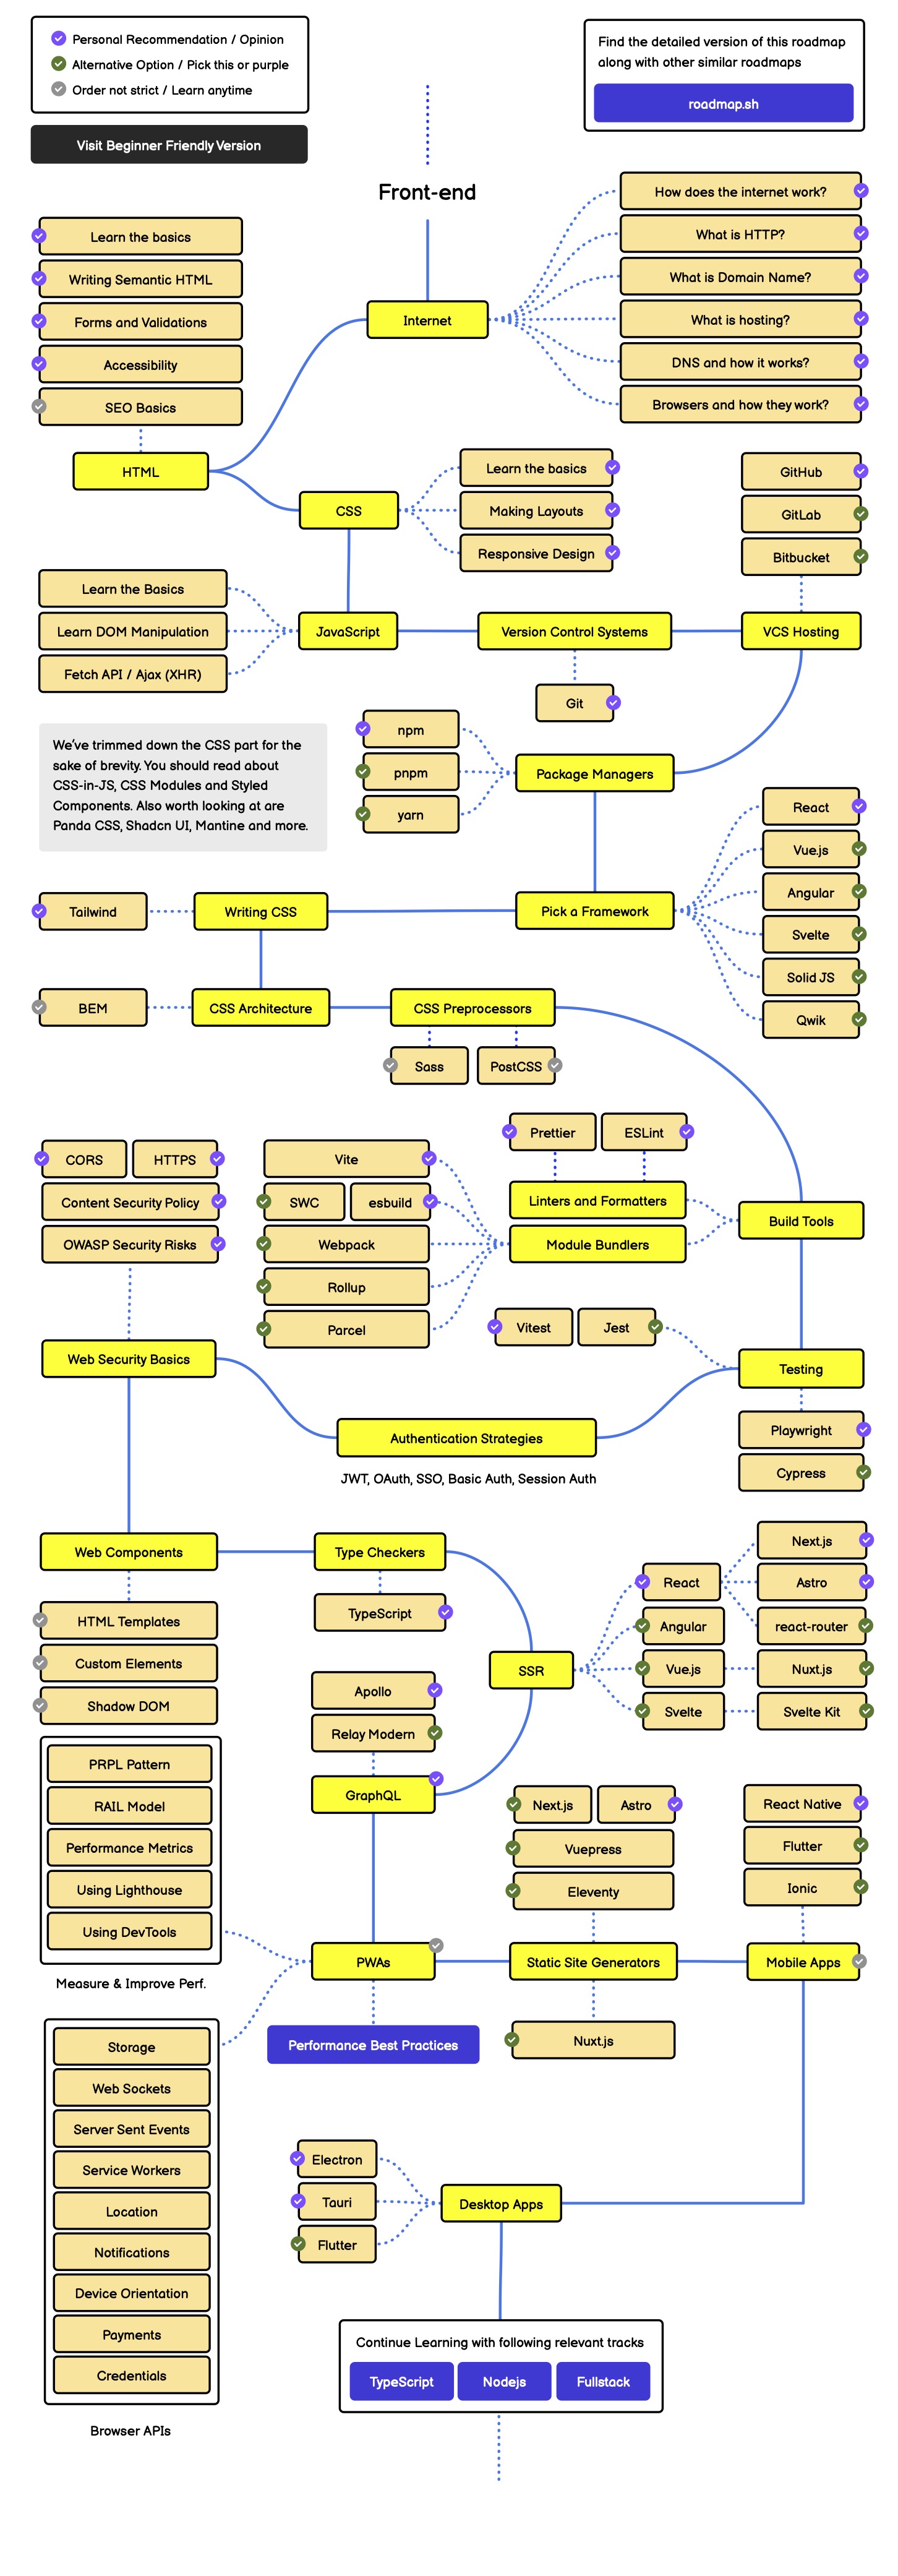 Personal Recommendation / Opinion
Alternative Option / Pick this or purple
Order not strict / Learn anytime
Visit Beginner Friendly Version
Find the detailed version of this roadmap
along with other similar roadmaps
roadmap.sh
Front-end
Internet
How does the internet work?
What is HTTP?
What is Domain Name?
What is hosting?
DNS and how it works?
Browsers and how they work?
Learn the basics
Writing Semantic HTML
Forms and Validations
Accessibility
SEO Basics
HTML
CSS
Learn the basics
Making Layouts
Responsive Design
GitHub
GitLab
Bitbucket
Learn the Basics
Learn DOM Manipulation
Fetch API / Ajax (XHR)
JavaScript
Version Control Systems
VCS Hosting
Git
We've trimmed down the CSS part for the
sake of brevity. You should read about
CSS-in-JS, CSS Modules and Styled
Components. Also worth looking at are
Panda CSS, Shadcn UI, Mantine and more.
npm
pnpm
yarn
Package Managers
React
Vue.js
Angular
Svelte
Solid JS
Qwik
Tailwind
Writing CSS
Pick a Framework
BEM
CSS Architecture
CSS Preprocessors
Sass
PostCSS
Prettier
ESLint
Linters and Formatters
Module Bundlers
Build Tools
Vite
SWC
esbuild
Webpack
Rollup
Parcel
CORS
HTTPS
Content Security Policy
OWASP Security Risks
Vitest
Jest
Testing
Playwright
Cypress
Web Security Basics
Authentication Strategies
JWT, OAuth, SSO, Basic Auth, Session Auth
Web Components
Type Checkers
HTML Templates
Custom Elements
Shadow DOM
TypeScript
SSR
React
Angular
Vue.js
Svelte
Next.js
Astro
react-router
Nuxt.js
Svelte Kit
Apollo
Relay Modern
GraphQL
PRPL Pattern
RAIL Model
Performance Metrics
Using Lighthouse
Using DevTools
Measure & Improve Perf.
Next.js
Astro
Vuepress
Eleventy
React Native
Flutter
Ionic
PWAs
Static Site Generators
Mobile Apps
Performance Best Practices
Nuxt.js
Storage
Web Sockets
Server Sent Events
Service Workers
Location
Notifications
Device Orientation
Payments
Credentials
Browser APIs
Electron
Tauri
Flutter
Desktop Apps
Continue Learning with following relevant tracks
TypeScript
Nodejs
Fullstack